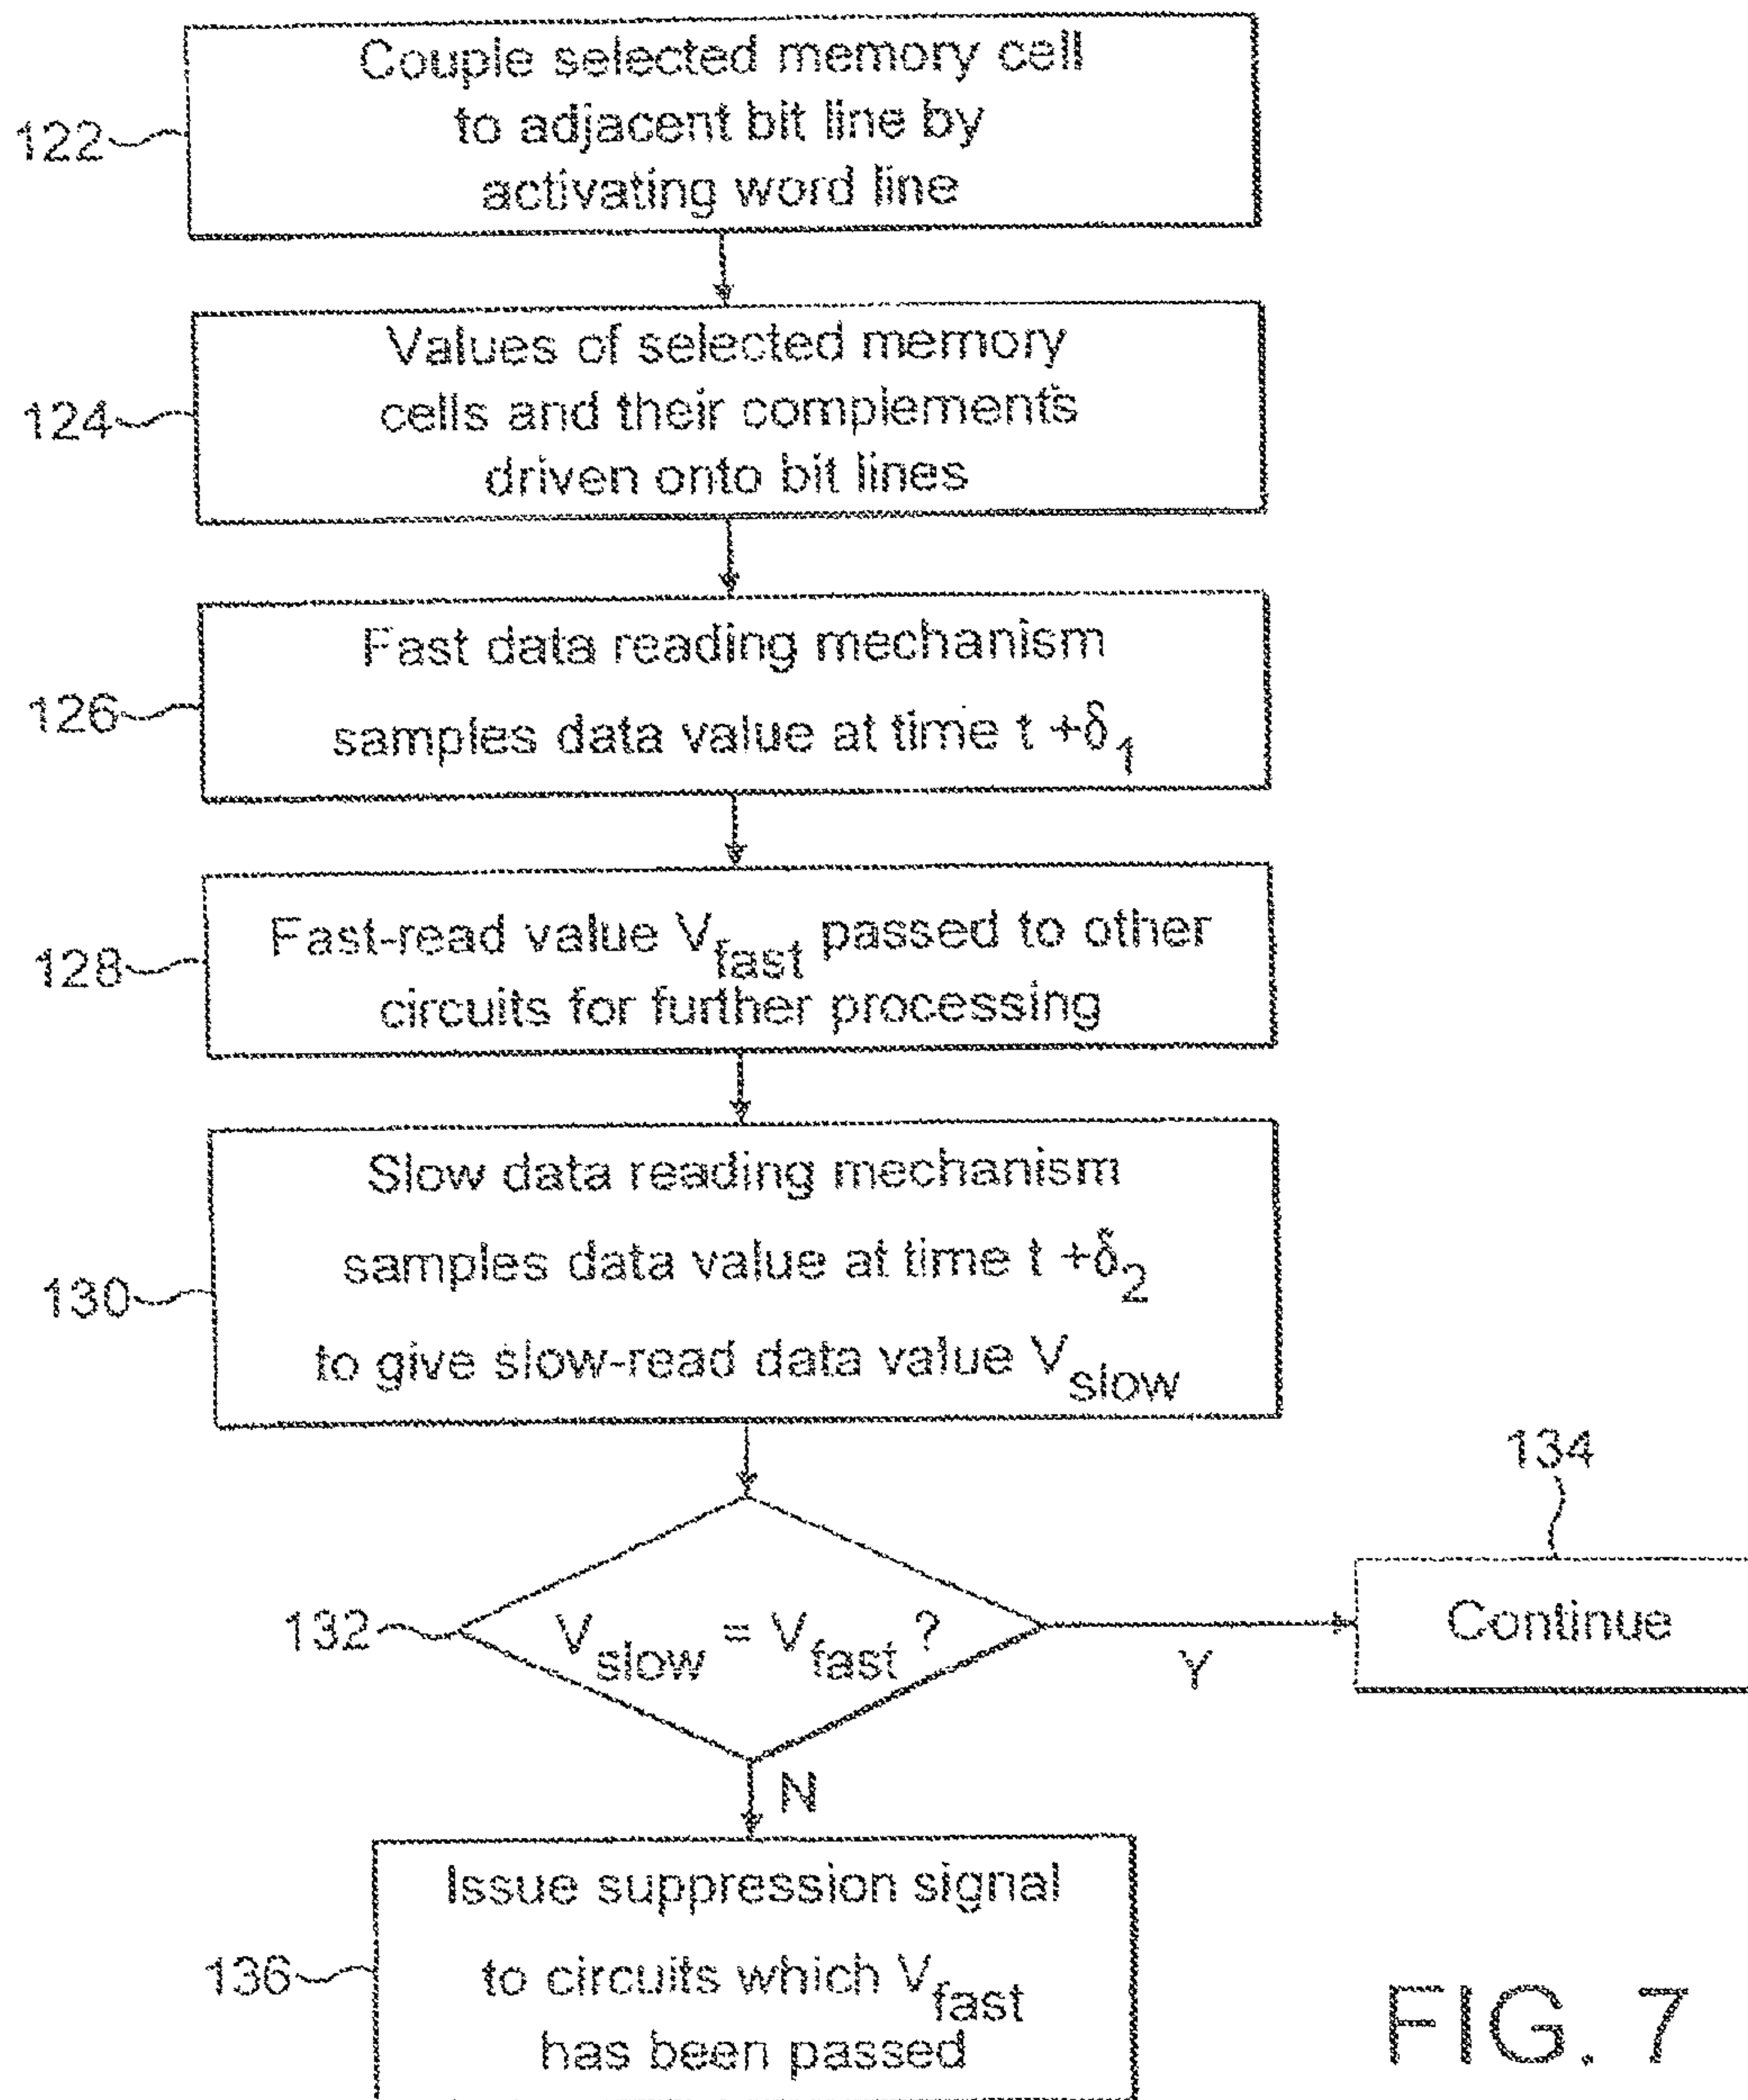 Couple selected memory cell
to adjacent bit line by
activating word line
122
Values of selected memory
cells and their complements
driven onto bit lines
124
Fast data reading mechanism
samples data value at time t +δ1
126
Fast-read value Vfast passed to other
circuits for further processing
128
Slow data reading mechanism
samples data value at time t +δ2
to give slow-read data value Vslow
130
134
132
Vslow = Vfast ?
Y
Continue
N
Issue suppression signal
to circuits which Vfast
has been passed
136
FIG. 7